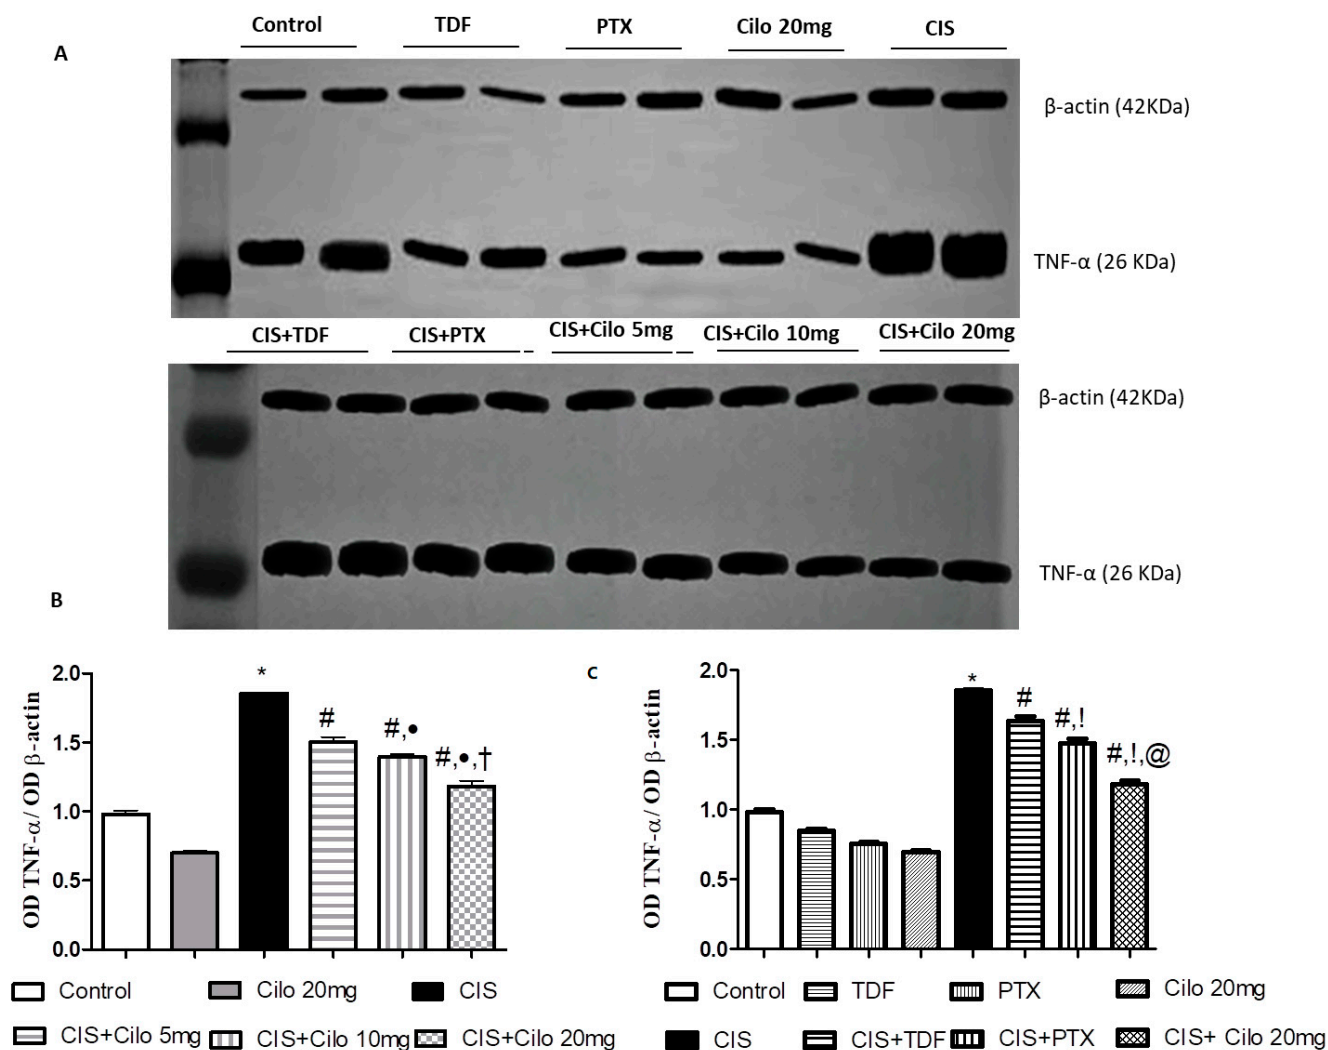 A
Control TDF PTX Cilo 20mg CIS
β-actin (42KDa)
TNF-α (26 KDa)
CIS+TDF CIS+PTX CIS+Cilo 5mg CIS+Cilo 10mg CIS+Cilo 20mg
β-actin (42KDa)
TNF-α (26 KDa)
B
OD TNF-α/ OD β-actin
2.0
1.5
1.0
0.5
0.0
*
#
#,•
#,•,†
Control Cilo 20mg CIS
CIS+Cilo 5mg CIS+Cilo 10mg CIS+Cilo 20mg
C
OD TNF-α/ OD β-actin
2.0
1.5
1.0
0.5
0.0
*
#
#,!
#,!,@
Control TDF PTX Cilo 20mg
CIS CIS+TDF CIS+PTX CIS+ Cilo 20mg